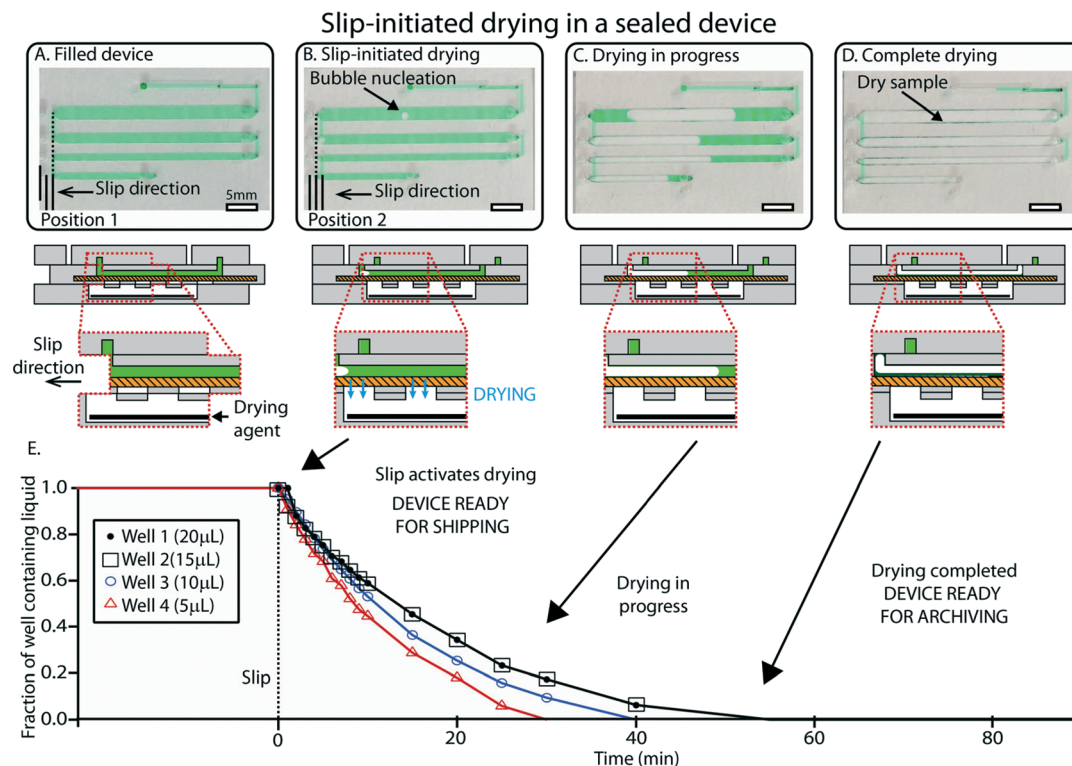 Slip-initiated drying in a sealed device
A. Filled device
Slip direction
5mm
Position 1
B. Slip-initiated drying
Bubble nucleation
Slip direction
Position 2
C. Drying in progress
D. Complete drying
Dry sample
Slip
direction
Drying
agent
DRYING
E.
Slip activates drying
DEVICE READY
FOR SHIPPING
Drying in
progress
Drying completed
DEVICE READY
FOR ARCHIVING
Fraction of well containing liquid
1.0
0.8
0.6
0.4
0.2
0.0
Well 1 (20μL)
Well 2 (15μL)
Well 3 (10μL)
Well 4 (5μL)
Slip
0
20
40
60
80
Time (min)